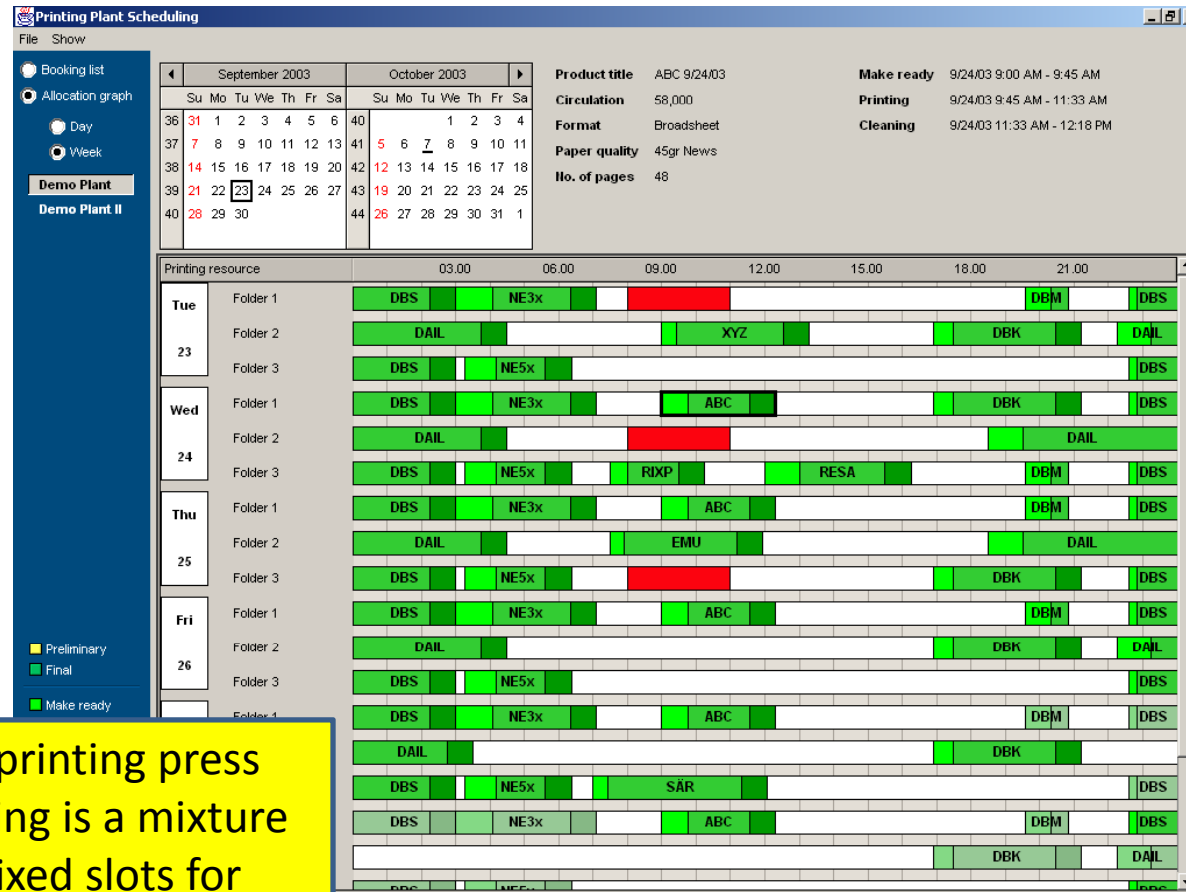 Printing Plant Scheduling
File Show
Booking list
Allocation graph
Day
Week
Demo Plant
Demo Plant II
September 2003 October 2003
Su Mo Tu We Th Fr Sa Su Mo Tu We Th Fr Sa
36 31 1 2 3 4 5 6 40 1 2 3 4
37 7 8 9 10 11 12 13 41 5 6 7 8 9 10 11
38 14 15 16 17 18 19 20 42 12 13 14 15 16 17 18
39 21 22 23 24 25 26 27 43 19 20 21 22 23 24 25
40 28 29 30 44 26 27 28 29 30 31 1
Product title ABC 9/24/03
Circulation 58,000
Format Broadsheet
Paper quality 45gr News
No. of pages 48
Make ready 9/24/03 9:00 AM - 9:45 AM
Printing 9/24/03 9:45 AM - 11:33 AM
Cleaning 9/24/03 11:33 AM - 12:18 PM
Printing resource 03.00 06.00 09.00 12.00 15.00 18.00 21.00
Tue
23
Folder 1 DBS NE3x DBM DBS
Folder 2 DAIL XYZ DBK DAIL
Folder 3 DBS NE5x DBS
Wed
24
Folder 1 DBS NE3x ABC DBK DBS
Folder 2 DAIL DAIL
Folder 3 DBS NE5x RIXP RESA DBM DBS
Thu
25
Folder 1 DBS NE3x ABC DBM DBS
Folder 2 DAIL EMU DAIL
Folder 3 DBS NE5x DBK DBS
Fri
26
Folder 1 DBS NE3x ABC DBM DBS
Folder 2 DAIL DBK DAIL
Folder 3 DBS NE5x DBS
Folder 1 DBS NE3x ABC DBM DBS
DAIL DBK
DBS NE5x SÄR DBS
DBS NE3x ABC DBM DBS
DBK DAIL
DBS NE5x DBS
Preliminary
Final
Make ready
printing press
ing is a mixture
ixed slots for